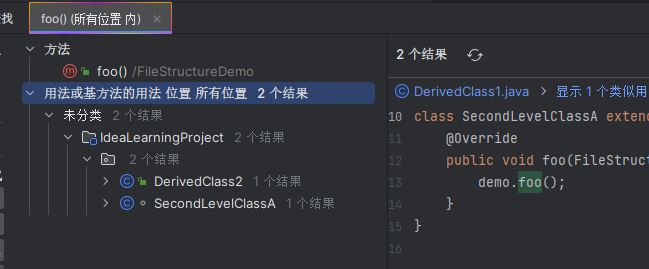 找
foo() (所有位置 内)
方法
foo() /FileStructureDemo
用法或基方法的用法 位置 所有位置 2 个结果
未分类 2 个结果
IdeaLearningProject 2 个结果
2 个结果
DerivedClass2 1 个结果
SecondLevelClassA 1 个结果
2 个结果
DerivedClass1.java > 显示 1 个类似用
10 class SecondLevelClassA exten
11 @Override
12 public void foo(FileStruct
13 demo.foo();
14 }
15 }
16